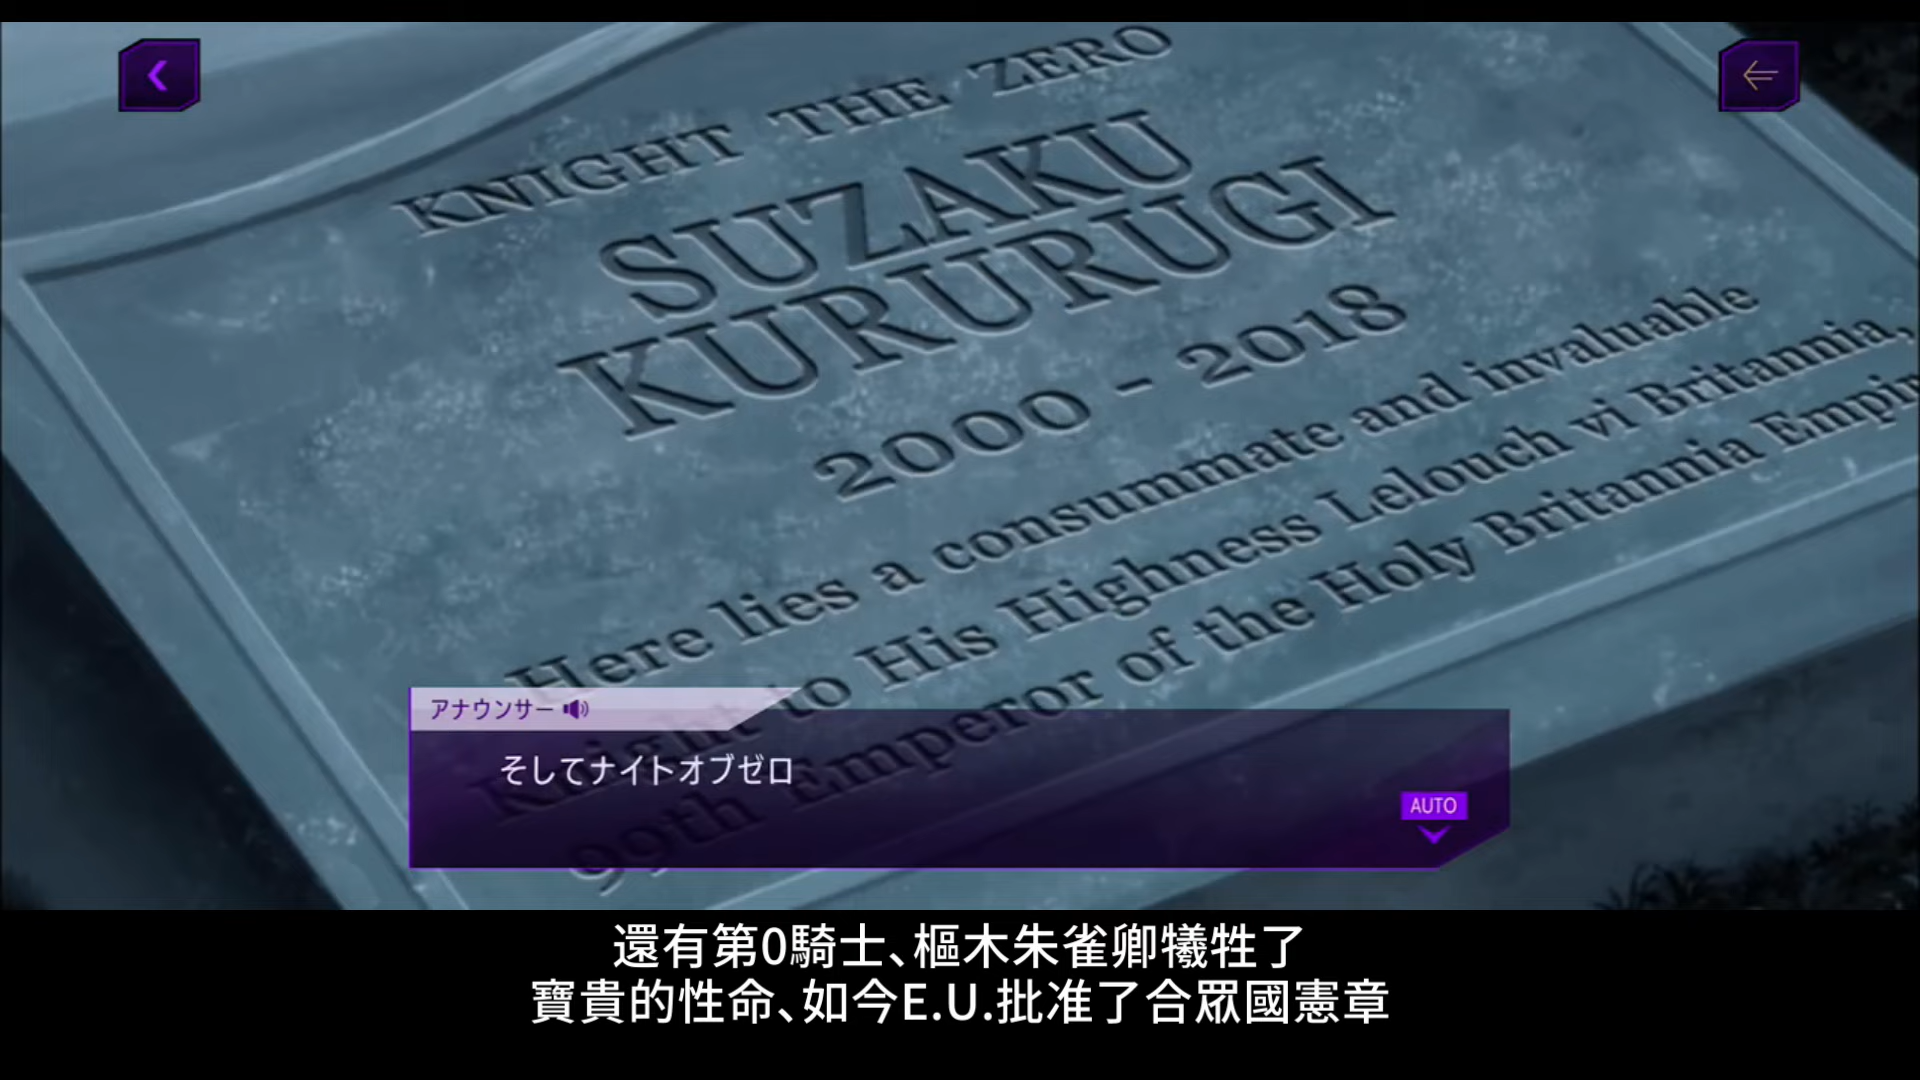 KNIGHT THE ZERO
SUZAKU
KURURUGI
2000 - 2018
Here lies a consummate and invaluable
Knight to His Highness Lelouch vi Britannia,
99th Emperor of the Holy Britannia Empir
アナウンサー
そしてナイトオブゼロ
AUTO
還有第0騎士､樞木朱雀卿犧牲了
寶貴的性命､如今E.U.批准了合眾國憲章